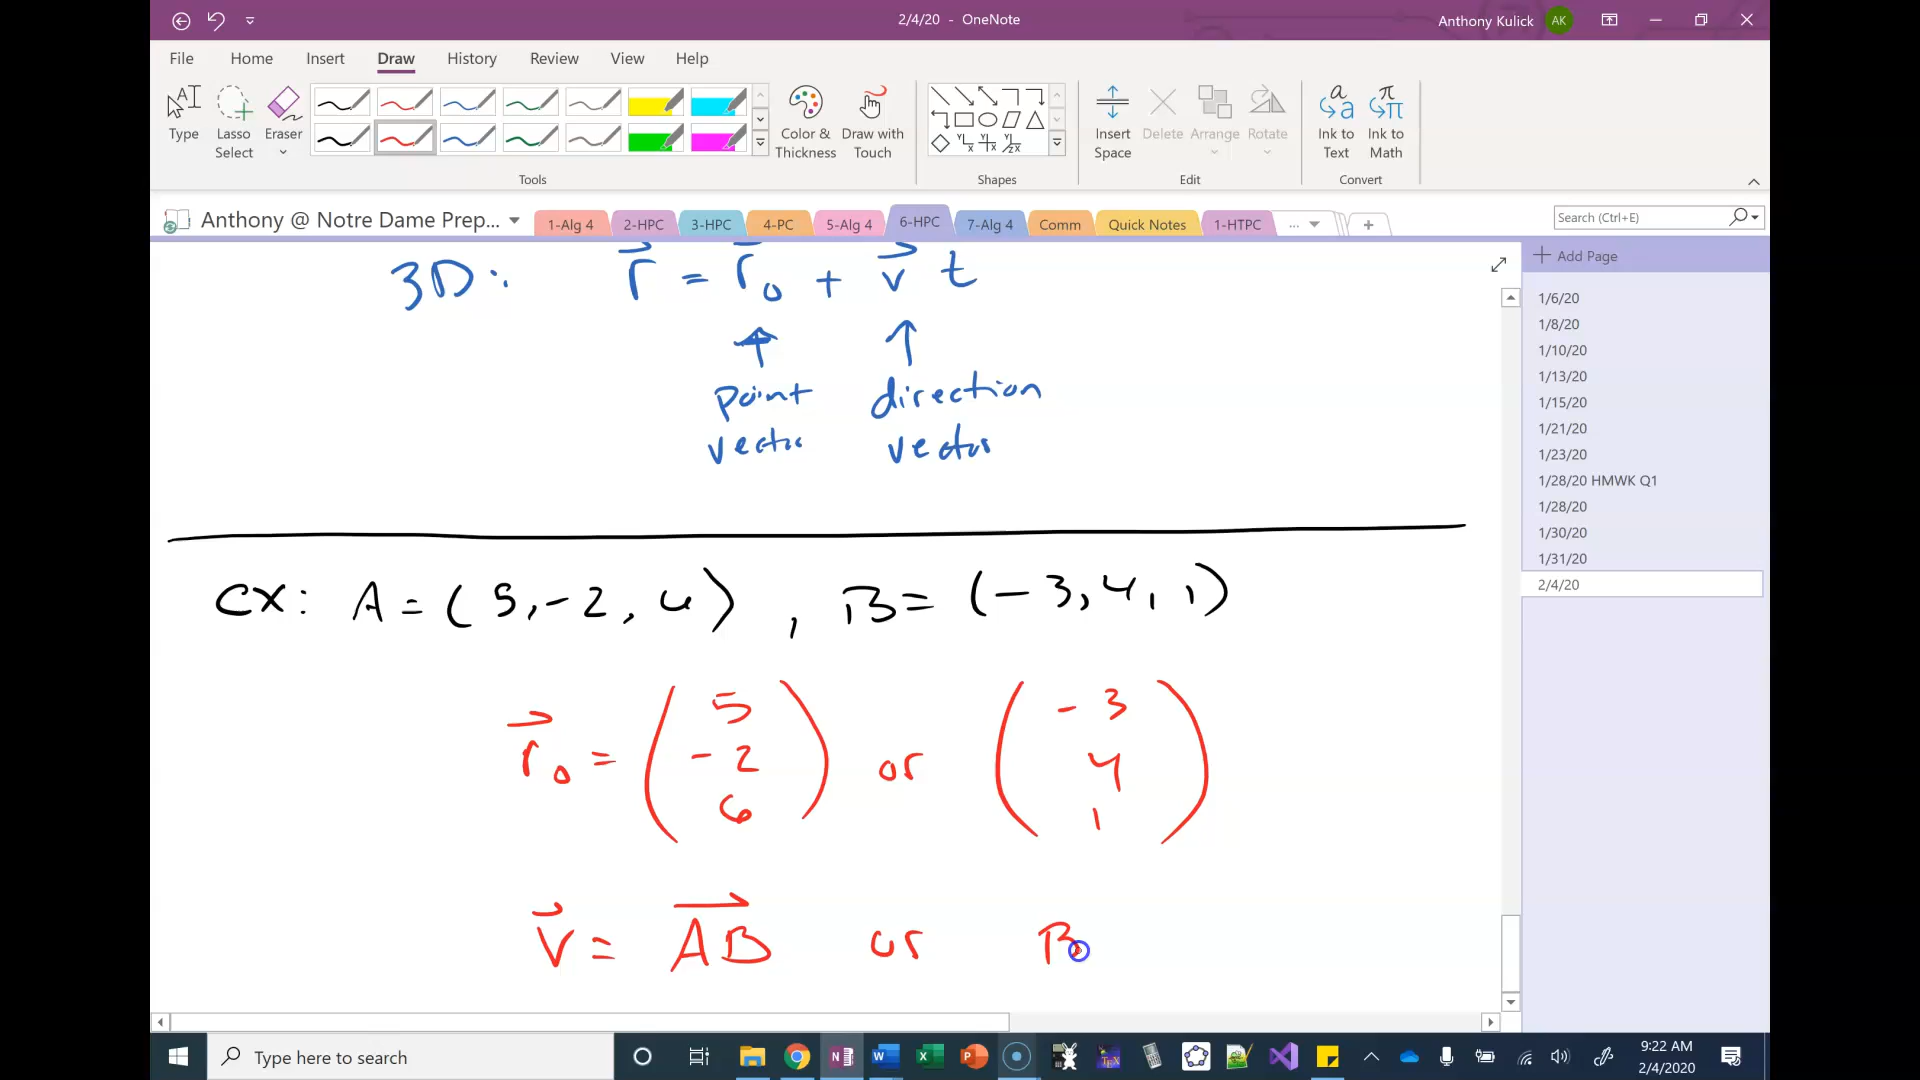 2/4/20 - OneNote
Anthony Kulick AK
File Home Insert Draw History Review View Help
Type
Lasso Select
Eraser
Color & Thickness
Draw with Touch
Insert Space
Delete
Arrange
Rotate
Ink to Text
Ink to Math
Tools
Shapes
Edit
Convert
Anthony @ Notre Dame Prep...
1-Alg 4 2-HPC 3-HPC 4-PC 5-Alg 4 6-HPC 7-Alg 4 Comm Quick Notes 1-HTPC ...
Search (Ctrl+E)
Add Page
1/6/20
1/8/20
1/10/20
1/13/20
1/15/20
1/21/20
1/23/20
1/28/20 HMWK Q1
1/28/20
1/30/20
1/31/20
2/4/20
3D: r⃗ = r⃗₀ + v⃗ t
point vector
direction vector
ex: A = (5, -2, 6), B = (-3, 4, 1)
r⃗₀ = (5 -2 6) or (-3 4 1)
v⃗ = A⃗B⃗ or B
Type here to search
9:22 AM
2/4/2020